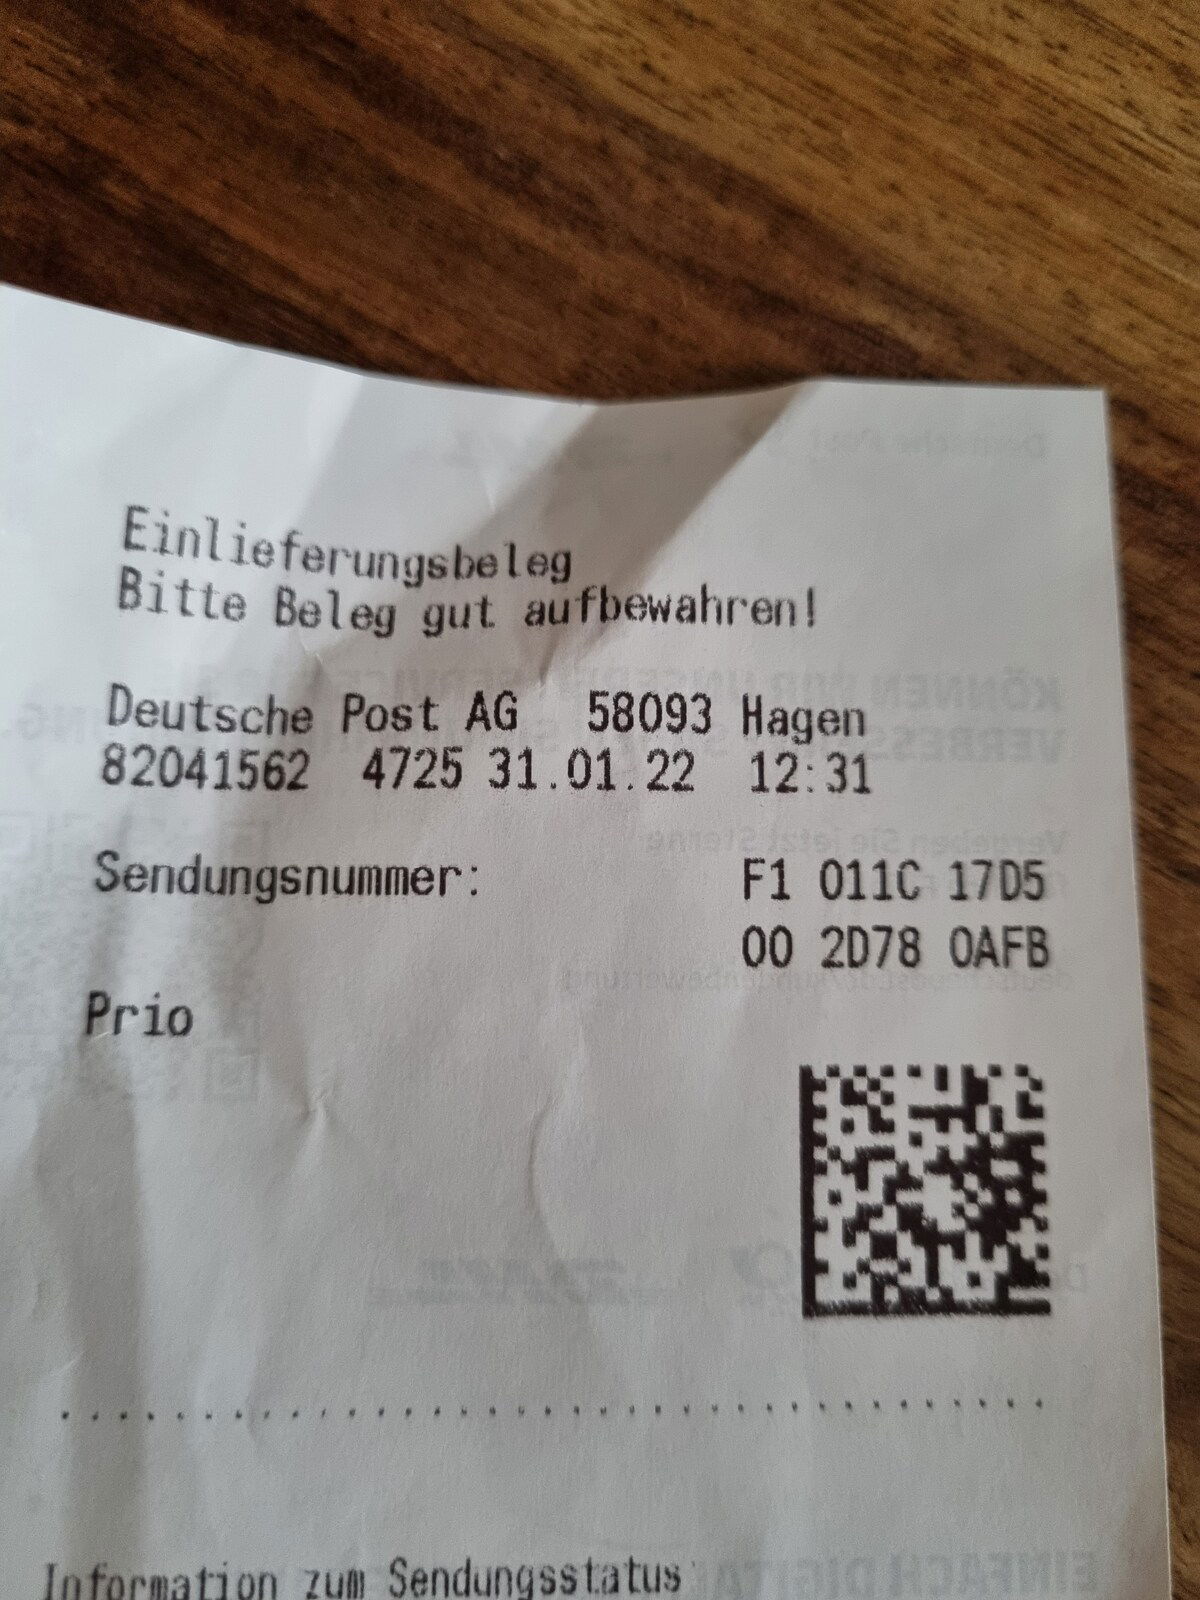 Einlieferungsbeleg
Bitte Beleg gut aufbewahren!
Deutsche Post AG 58093 Hagen
82041562 4725 31.01.22 12:31
Sendungsnummer: F1 011C 17D5
00 2D78 0AFB
Prio
Information zum Sendungsstatus